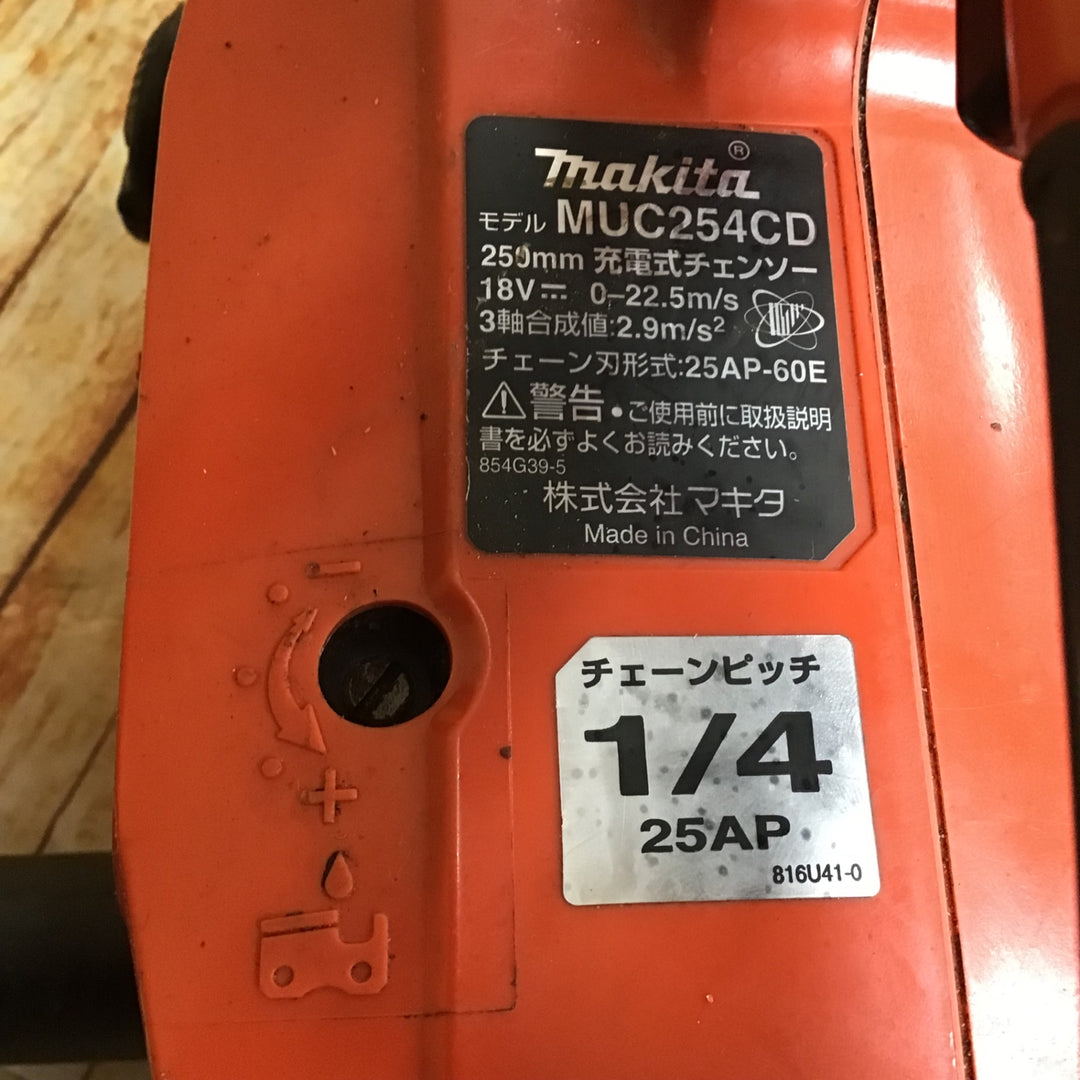 makita®
モデル MUC254CD
250mm 充電式チェンソー
18V⎓ 0–22.5m/s
3軸合成値:2.9m/s²
チェーン刃形式:25AP-60E
⚠警告 •ご使用前に取扱説明
書を必ずよくお読みください。
854G39-5
株式会社マキタ
Made in China
−
+
チェーンピッチ
1/4
25AP
816U41-0